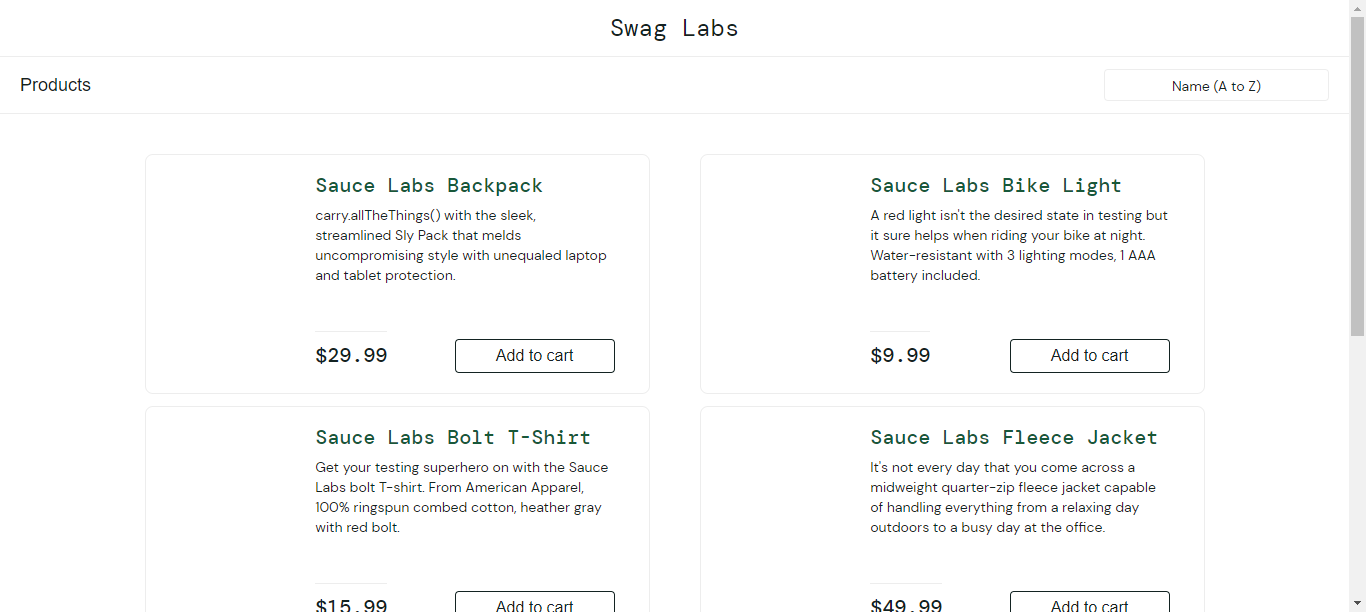 Swag Labs
Products
Name (A to Z)
Sauce Labs Backpack
carry.allTheThings() with the sleek,
streamlined Sly Pack that melds
uncompromising style with unequaled laptop
and tablet protection.
$29.99
Add to cart
Sauce Labs Bike Light
A red light isn't the desired state in testing but
it sure helps when riding your bike at night.
Water-resistant with 3 lighting modes, 1 AAA
battery included.
$9.99
Add to cart
Sauce Labs Bolt T-Shirt
Get your testing superhero on with the Sauce
Labs bolt T-shirt. From American Apparel,
100% ringspun combed cotton, heather gray
with red bolt.
$15.99
Add to cart
Sauce Labs Fleece Jacket
It's not every day that you come across a
midweight quarter-zip fleece jacket capable
of handling everything from a relaxing day
outdoors to a busy day at the office.
$49.99
Add to cart